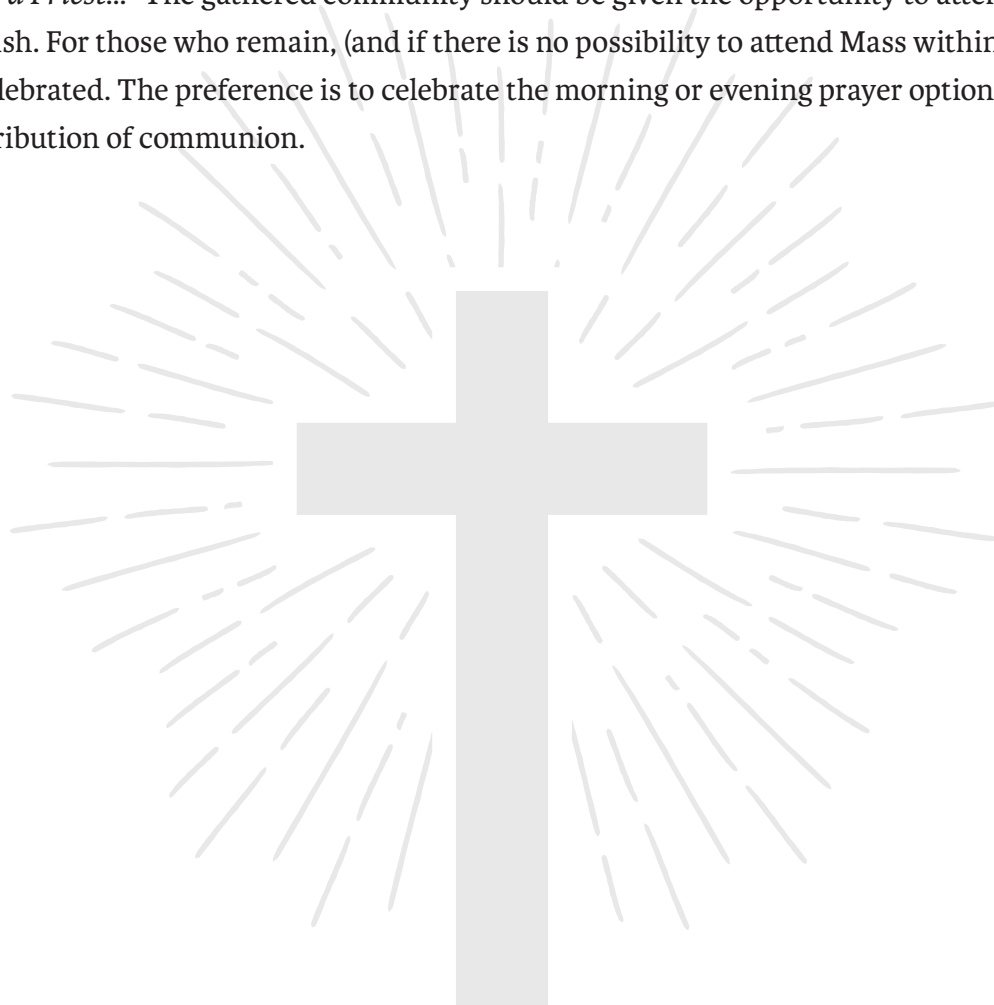 a Priest..." The gathered community should be given the opportunity to atten
ish. For those who remain, (and if there is no possibility to attend Mass within
lebrated. The preference is to celebrate the morning or evening prayer option
ribution of communion.